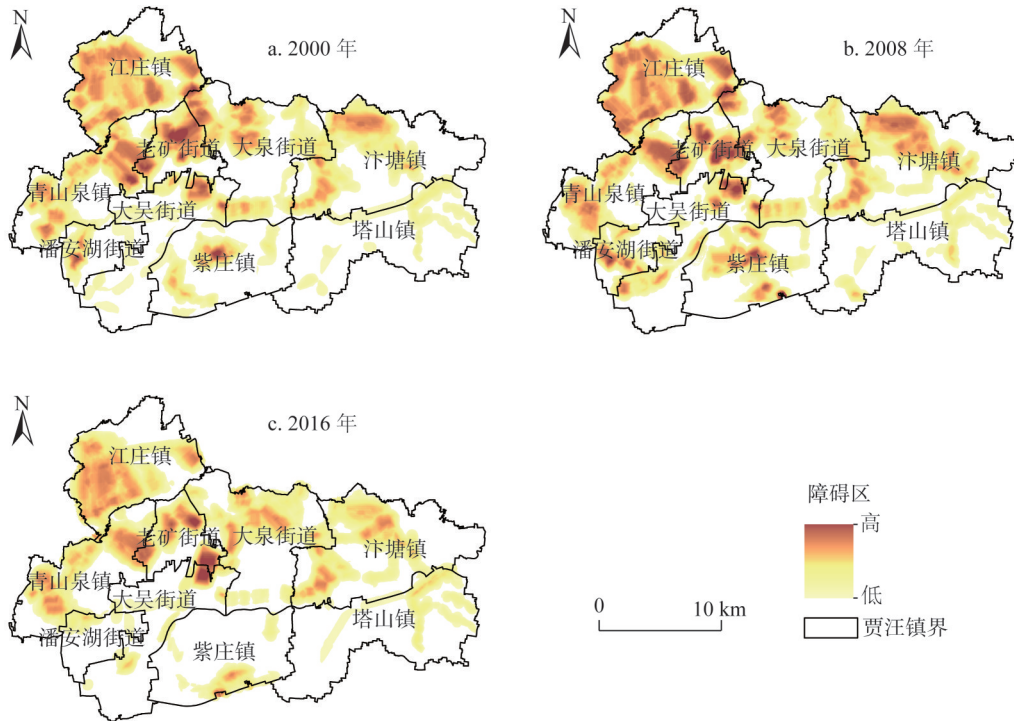 N
a. 2000 年
江庄镇
老矿街道
大泉街道
汴塘镇
青山泉镇
大吴街道
塔山镇
潘安湖街道
紫庄镇
N
b. 2008 年
江庄镇
老矿街道
大泉街道
汴塘镇
青山泉镇
大吴街道
塔山镇
潘安湖街道
紫庄镇
N
c. 2016 年
江庄镇
老矿街道
大泉街道
汴塘镇
青山泉镇
大吴街道
塔山镇
潘安湖街道
紫庄镇
障碍区
高
低
0 10 km
贾汪镇界